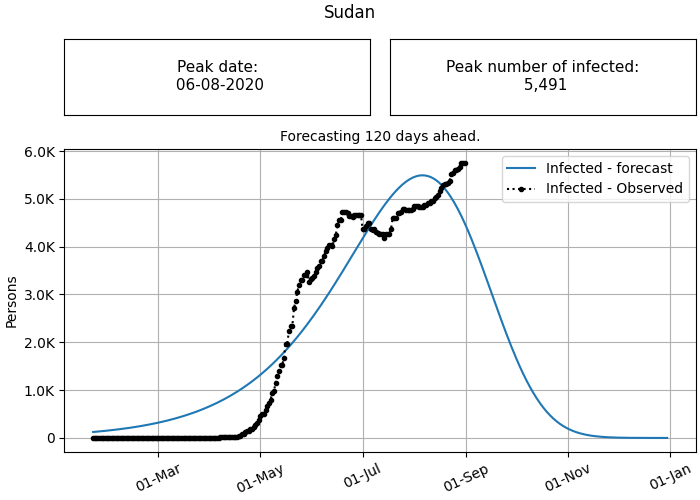 Sudan
Peak date:
06-08-2020
Peak number of infected:
5,491
Forecasting 120 days ahead.
6.0K
5.0K
4.0K
3.0K
2.0K
1.0K
0
Persons
Infected - forecast
Infected - Observed
01-Mar
01-May
01-Jul
01-Sep
01-Nov
01-Jan